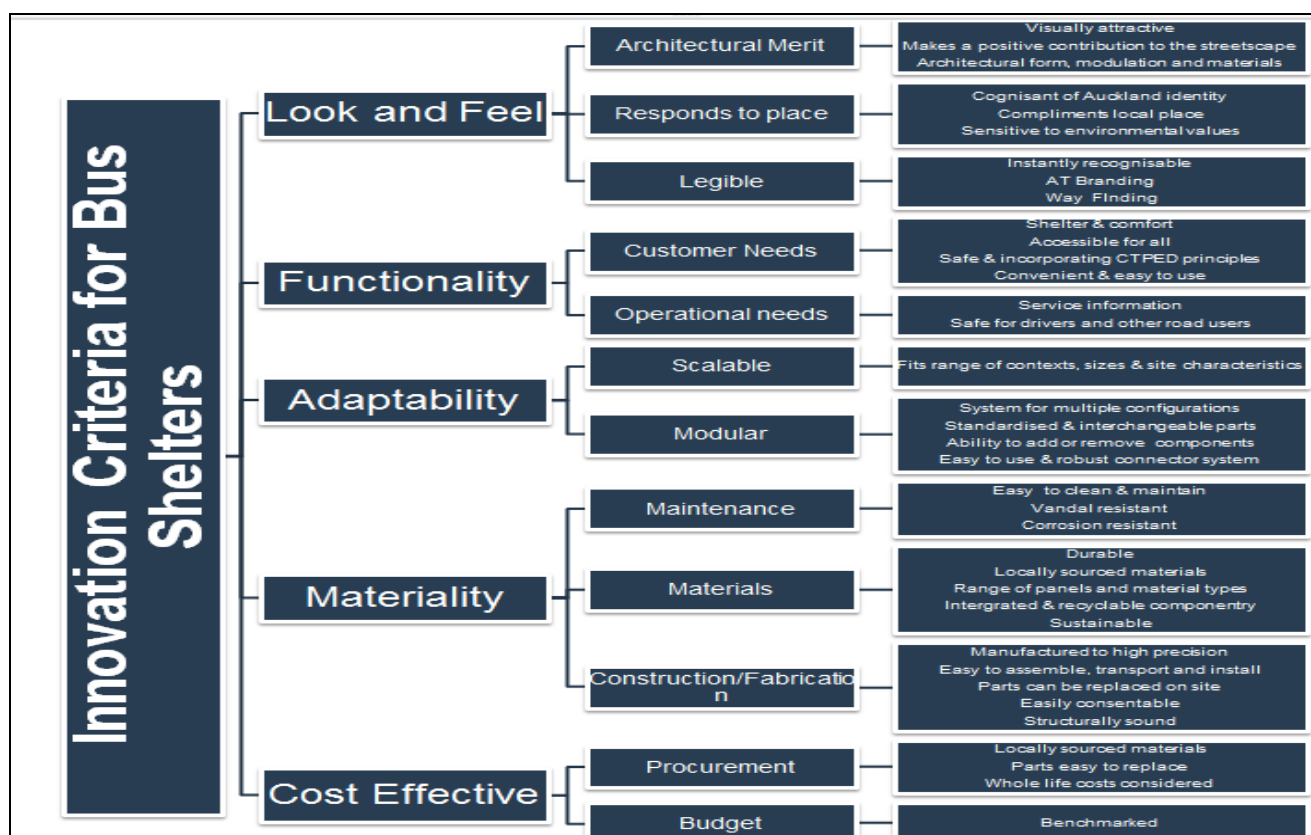 Innovation Criteria for Bus
Shelters
Look and Feel
Architectural Merit
Visually attractive
Makes a positive contribution to the streetscape
Architectural form, modulation and materials
Responds to place
Cognisant of Auckland identity
Compliments local place
Sensitive to environmental values
Legible
Instantly recognisable
AT Branding
Way FInding
Functionality
Customer Needs
Shelter & comfort
Accessible for all
Safe & incorporating CTPED principles
Convenient & easy to use
Operational needs
Service information
Safe for drivers and other road users
Adaptability
Scalable
Fits range of contexts, sizes & site characteristics
Modular
System for multiple configurations
Standardised & interchangeable parts
Ability to add or remove components
Easy to use & robust connector system
Materiality
Maintenance
Easy to clean & maintain
Vandal resistant
Corrosion resistant
Materials
Durable
Locally sourced materials
Range of panels and material types
Intergrated & recyclable componentry
Sustainable
Construction/Fabricatio
n
Manufactured to high precision
Easy to assemble, transport and install
Parts can be replaced on site
Easily consentable
Structurally sound
Cost Effective
Procurement
Locally sourced materials
Parts easy to replace
Whole life costs considered
Budget
Benchmarked